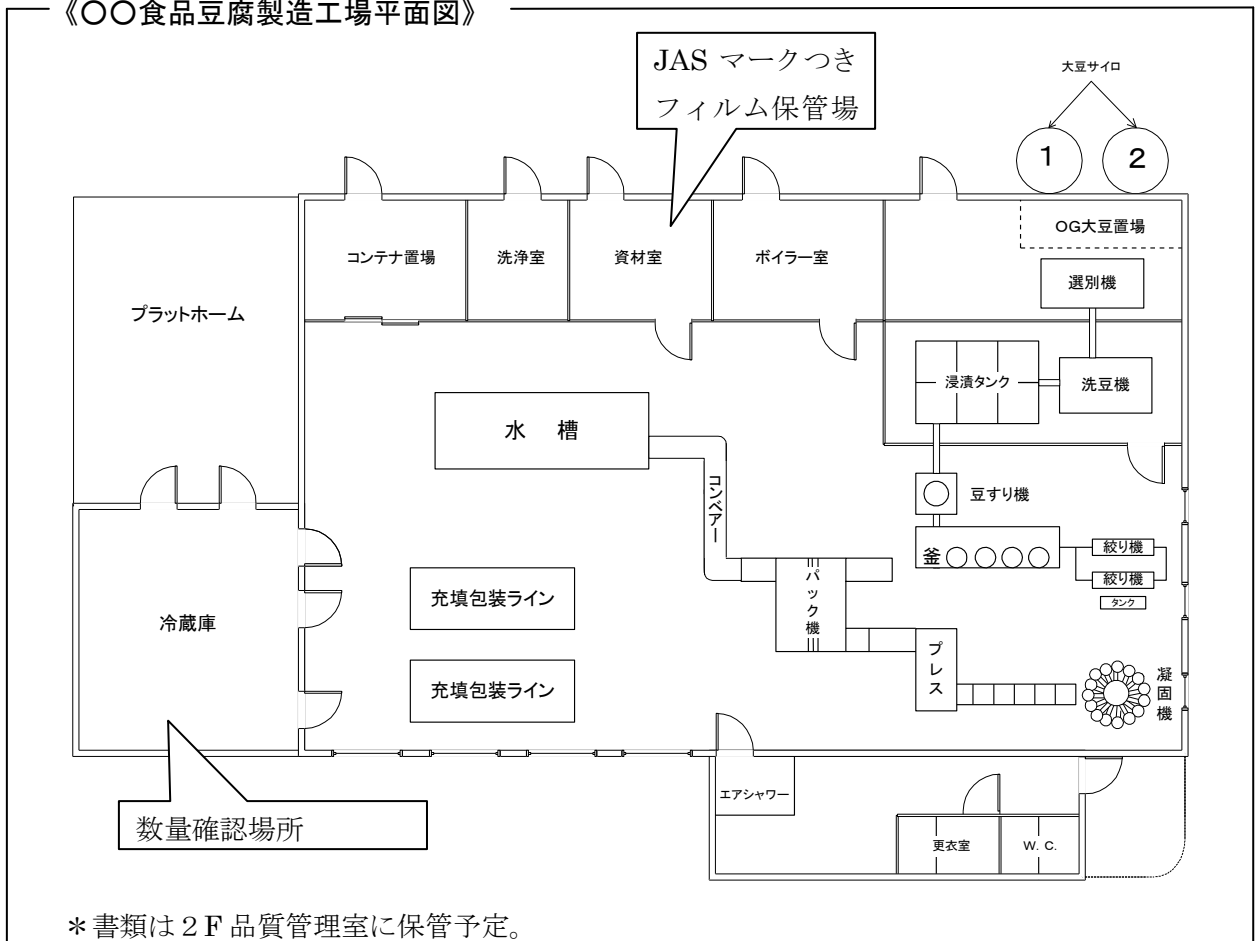 《〇〇食品豆腐製造工場平面図》
JAS マークつき
フィルム保管場
大豆サイロ
1
2
コンテナ置場
洗浄室
資材室
ボイラー室
OG大豆置場
選別機
プラットホーム
浸漬タンク
洗豆機
水 槽
コンベアー
豆すり機
釜
絞り機
絞り機
タンク
パック機
充填包装ライン
冷蔵庫
プレス
充填包装ライン
凝固機
エアシャワー
数量確認場所
更衣室
W. C.
＊書類は２F 品質管理室に保管予定。